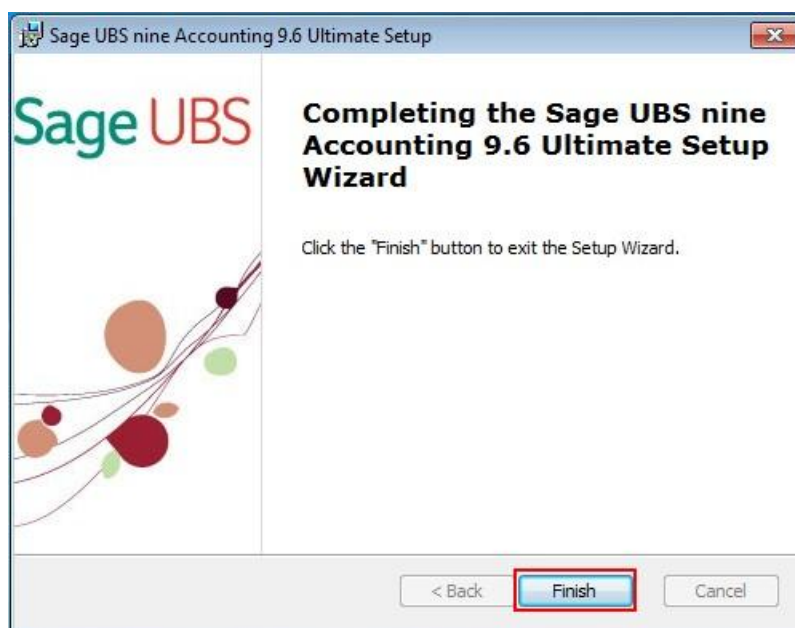 Sage UBS nine Accounting 9.6 Ultimate Setup
Sage UBS
Completing the Sage UBS nine
Accounting 9.6 Ultimate Setup
Wizard
Click the "Finish" button to exit the Setup Wizard.
< Back
Finish
Cancel